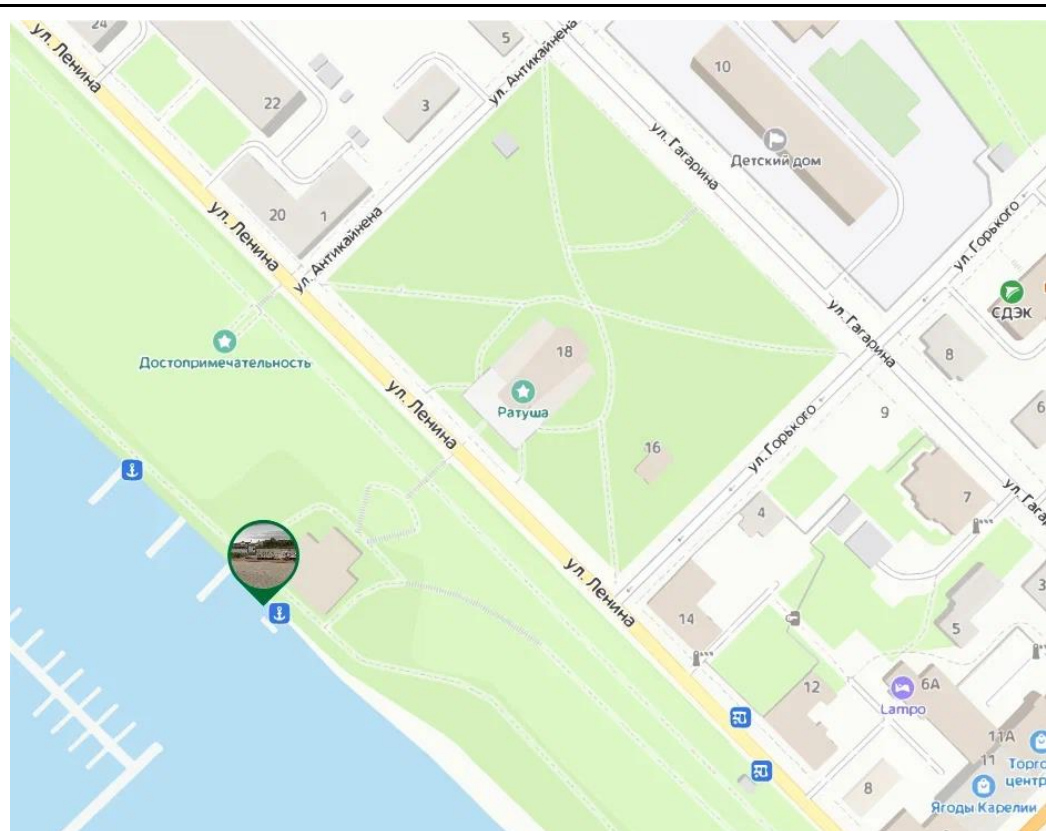 24
ул. Ленина
5
ул. Антикайнена
10
22
3
ул. Гагарина
Детский дом
20
1
ул. Ленина
ул. Антикайнена
ул. Горького
СДЭК
Достопримечательность
18
ул. Гагарина
8
ул. Ленина
Ратуша
16
9
6
ул. Горького
7
4
ул. Гага
ул. Ленина
14
3
5
12
6А
Lampo
11А
11
Торго
центр
8
Ягоды Карелии